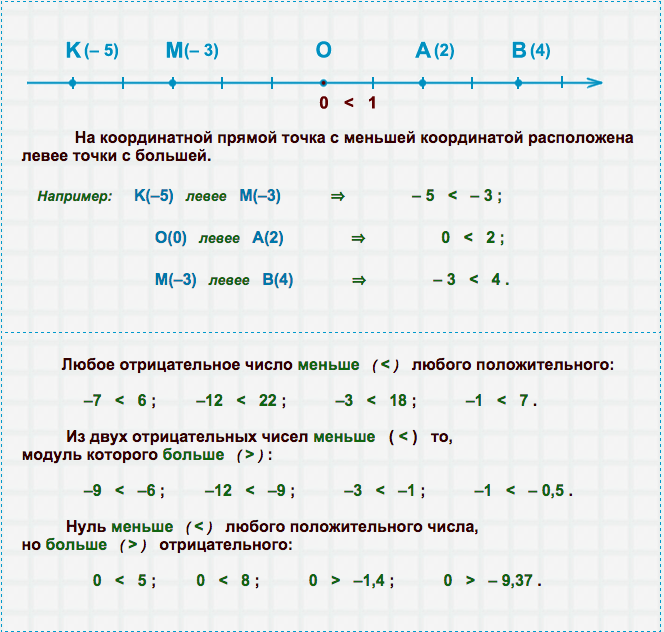 K (– 5) M (– 3) O A (2) B (4)
0 < 1
На координатной прямой точка с меньшей координатой расположена
левее точки с большей.
Например: K(–5) левее M(–3) ⇒ – 5 < – 3 ;
O(0) левее A(2) ⇒ 0 < 2 ;
M(–3) левее B(4) ⇒ – 3 < 4 .
Любое отрицательное число меньше (<) любого положительного:
–7 < 6 ; –12 < 22 ; –3 < 18 ; –1 < 7 .
Из двух отрицательных чисел меньше (<) то,
модуль которого больше (>) :
–9 < –6 ; –12 < –9 ; –3 < –1 ; –1 < – 0,5 .
Нуль меньше (<) любого положительного числа,
но больше (>) отрицательного:
0 < 5 ; 0 < 8 ; 0 > –1,4 ; 0 > – 9,37 .